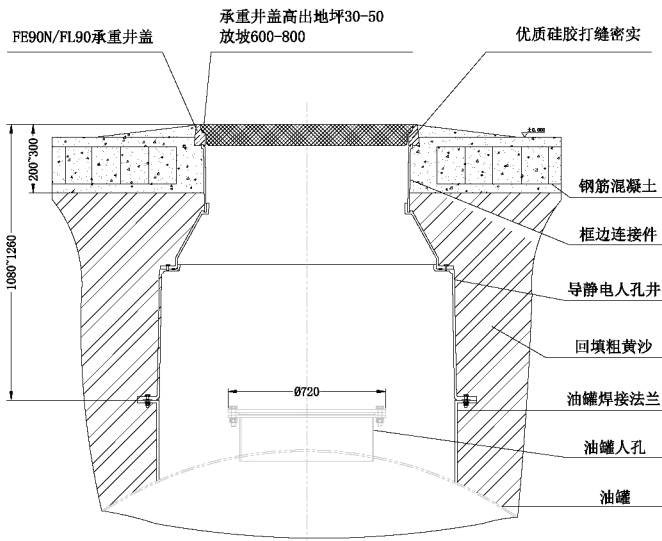 承重井盖高出地坪30-50
放坡600-800
FE90N/FL90承重井盖
优质硅胶打缝密实
±0.000
200~300
钢筋混凝土
框边连接件
1080~1260
导静电人孔井
回填粗黄沙
Ø720
油罐焊接法兰
油罐人孔
油罐